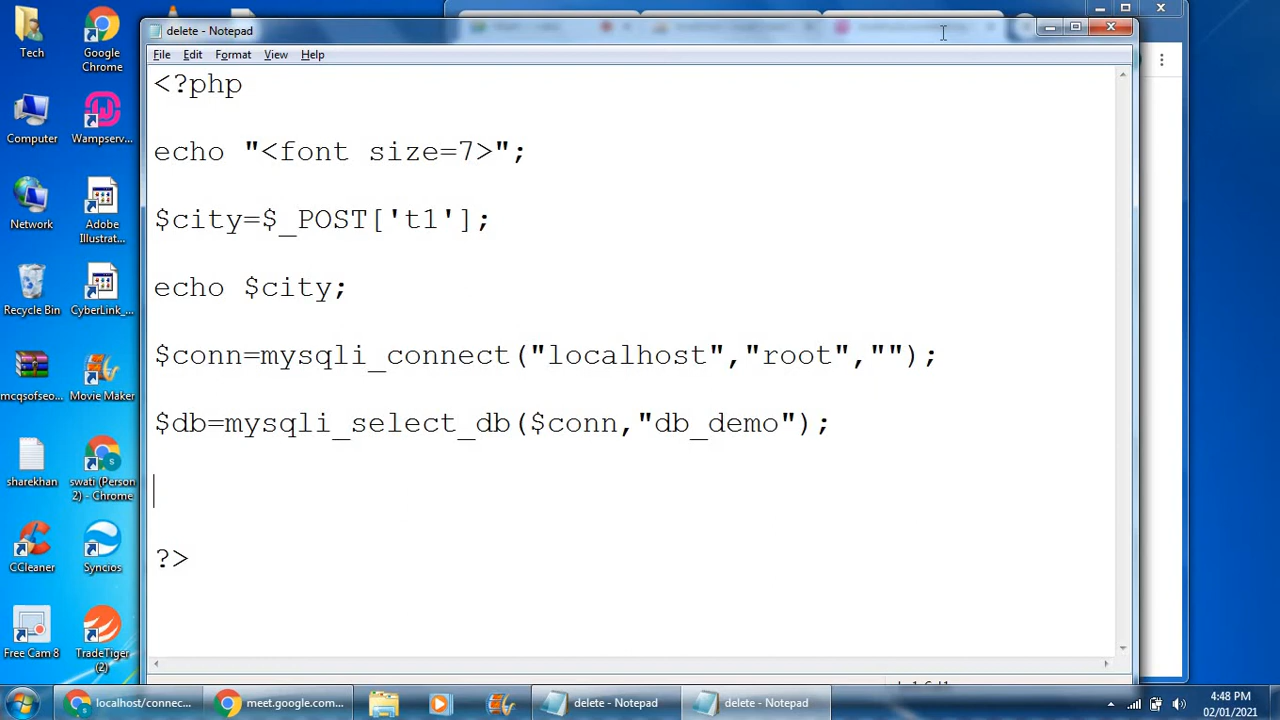 Tech
Google
Chrome
delete - Notepad
File Edit Format View Help
<?php
echo "<font size=7>";
$city=$_POST['t1'];
echo $city;
$conn=mysqli_connect("localhost","root","");
$db=mysqli_select_db($conn,"db_demo");
?>
Computer
Wampserv...
Network
Adobe
Illustrat...
Recycle Bin
CyberLink_...
mcqsofseo...
Movie Maker
sharekhan
swati (Person
2) - Chrome
CCleaner
Syncios
Free Cam 8
TradeTiger
(2)
localhost/connec...
meet.google.com...
delete - Notepad
delete - Notepad
4:48 PM
02/01/2021